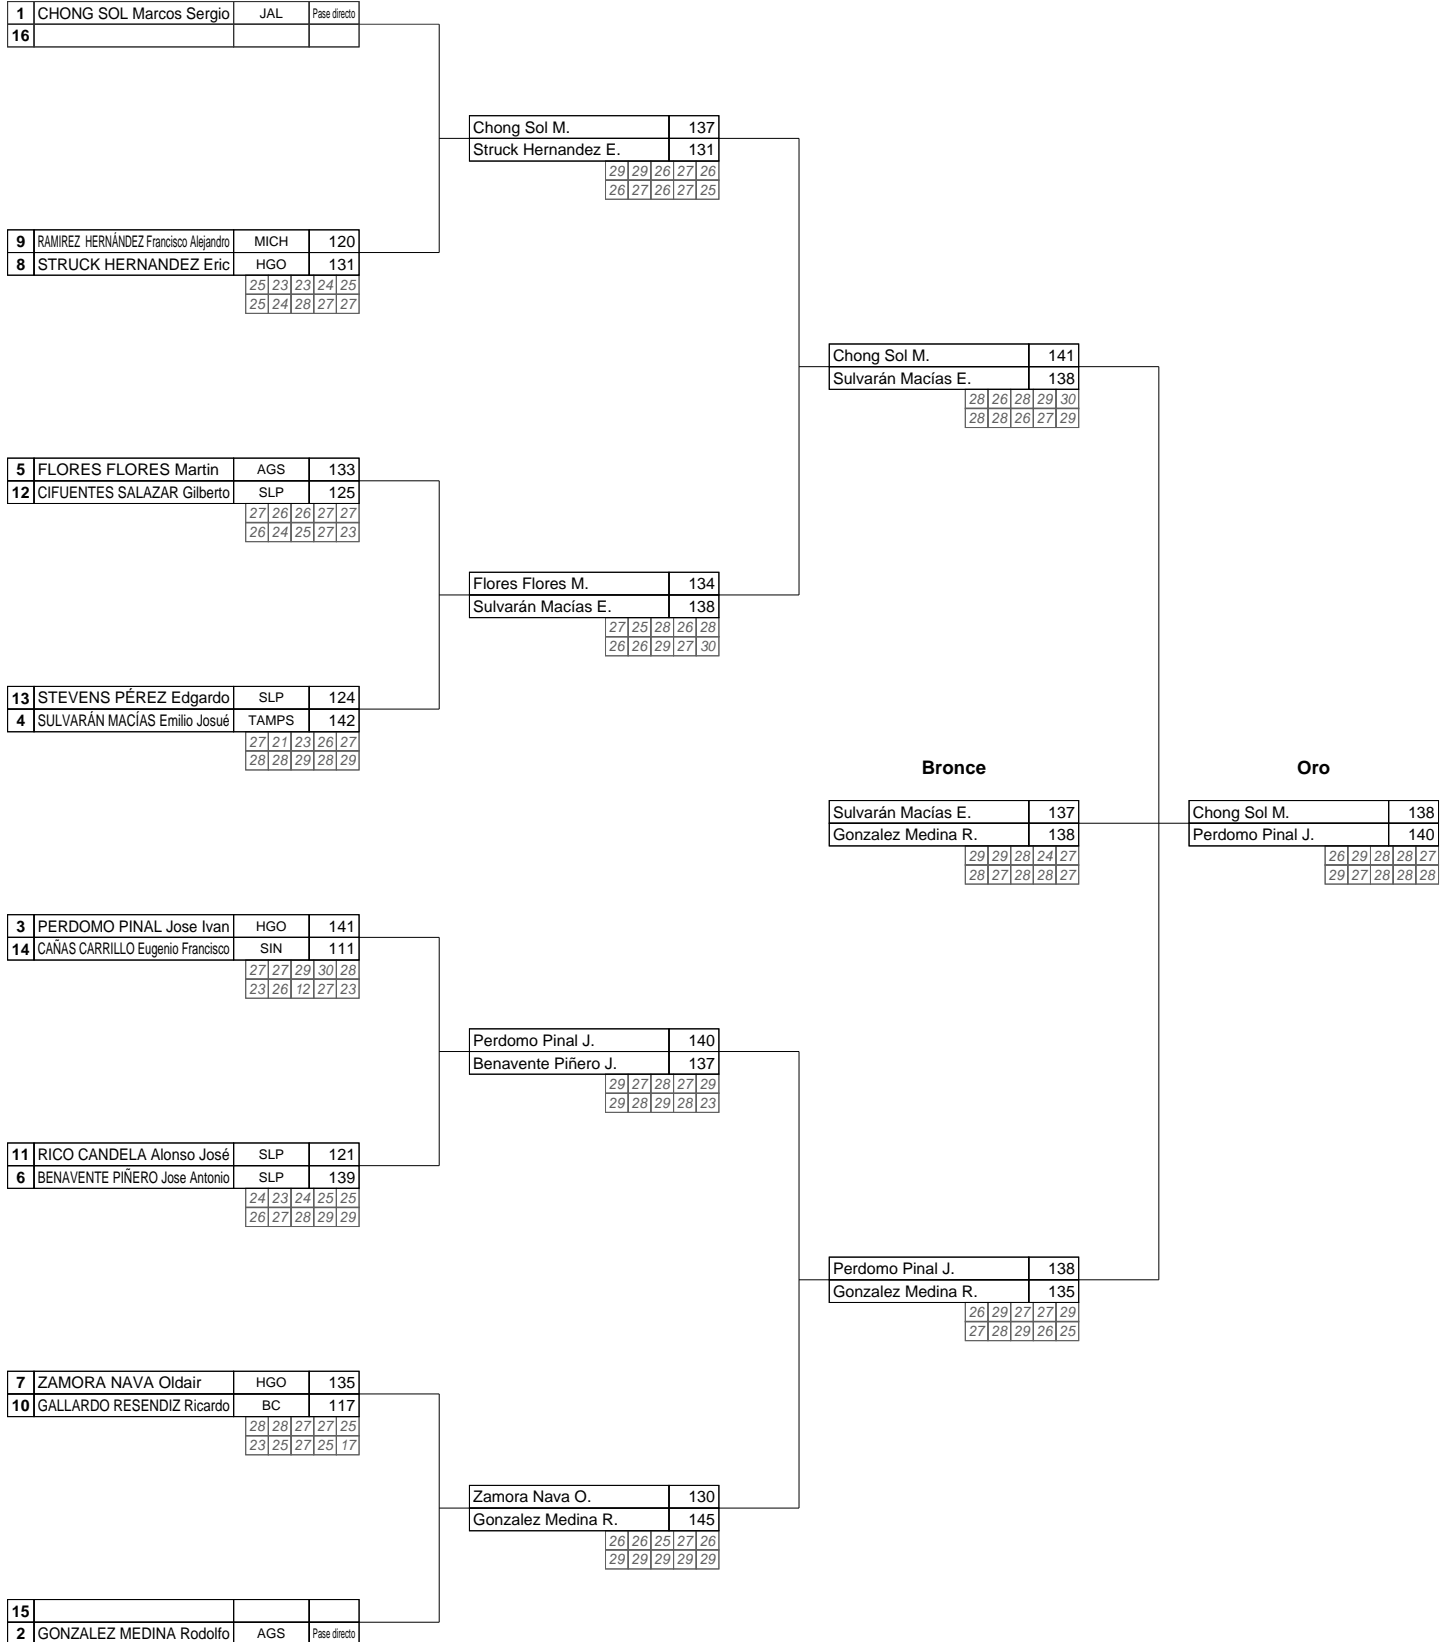 1 CHONG SOL Marcos Sergio JAL Pase directo
16
Chong Sol M. 137
Struck Hernandez E. 131
29 29 26 27 26
26 27 26 27 25
9 RAMIREZ HERNÁNDEZ Francisco Alejandro MICH 120
8 STRUCK HERNANDEZ Eric HGO 131
25 23 23 24 25
25 24 28 27 27
Chong Sol M. 141
Sulvarán Macías E. 138
28 26 28 29 30
28 28 26 27 29
5 FLORES FLORES Martin AGS 133
12 CIFUENTES SALAZAR Gilberto SLP 125
27 26 26 27 27
26 24 25 27 23
Flores Flores M. 134
Sulvarán Macías E. 138
27 25 28 26 28
26 26 29 27 30
13 STEVENS PÉREZ Edgardo SLP 124
4 SULVARÁN MACÍAS Emilio Josué TAMPS 142
27 21 23 26 27
28 28 29 28 29
Bronce Oro
Sulvarán Macías E. 137 Chong Sol M. 138
Gonzalez Medina R. 138 Perdomo Pinal J. 140
29 29 28 24 27 26 29 28 28 27
28 27 28 28 27 29 27 28 28 28
3 PERDOMO PINAL Jose Ivan HGO 141
14 CAÑAS CARRILLO Eugenio Francisco SIN 111
27 27 29 30 28
23 26 12 27 23
Perdomo Pinal J. 140
Benavente Piñero J. 137
29 27 28 27 29
29 28 29 28 23
11 RICO CANDELA Alonso José SLP 121
6 BENAVENTE PIÑERO Jose Antonio SLP 139
24 23 24 25 25
26 27 28 29 29
Perdomo Pinal J. 138
Gonzalez Medina R. 135
26 29 27 27 29
27 28 29 26 25
7 ZAMORA NAVA Oldair HGO 135
10 GALLARDO RESENDIZ Ricardo BC 117
28 28 27 27 25
23 25 27 25 17
Zamora Nava O. 130
Gonzalez Medina R. 145
26 26 25 27 26
29 29 29 29 29
15
2 GONZALEZ MEDINA Rodolfo AGS Pase directo